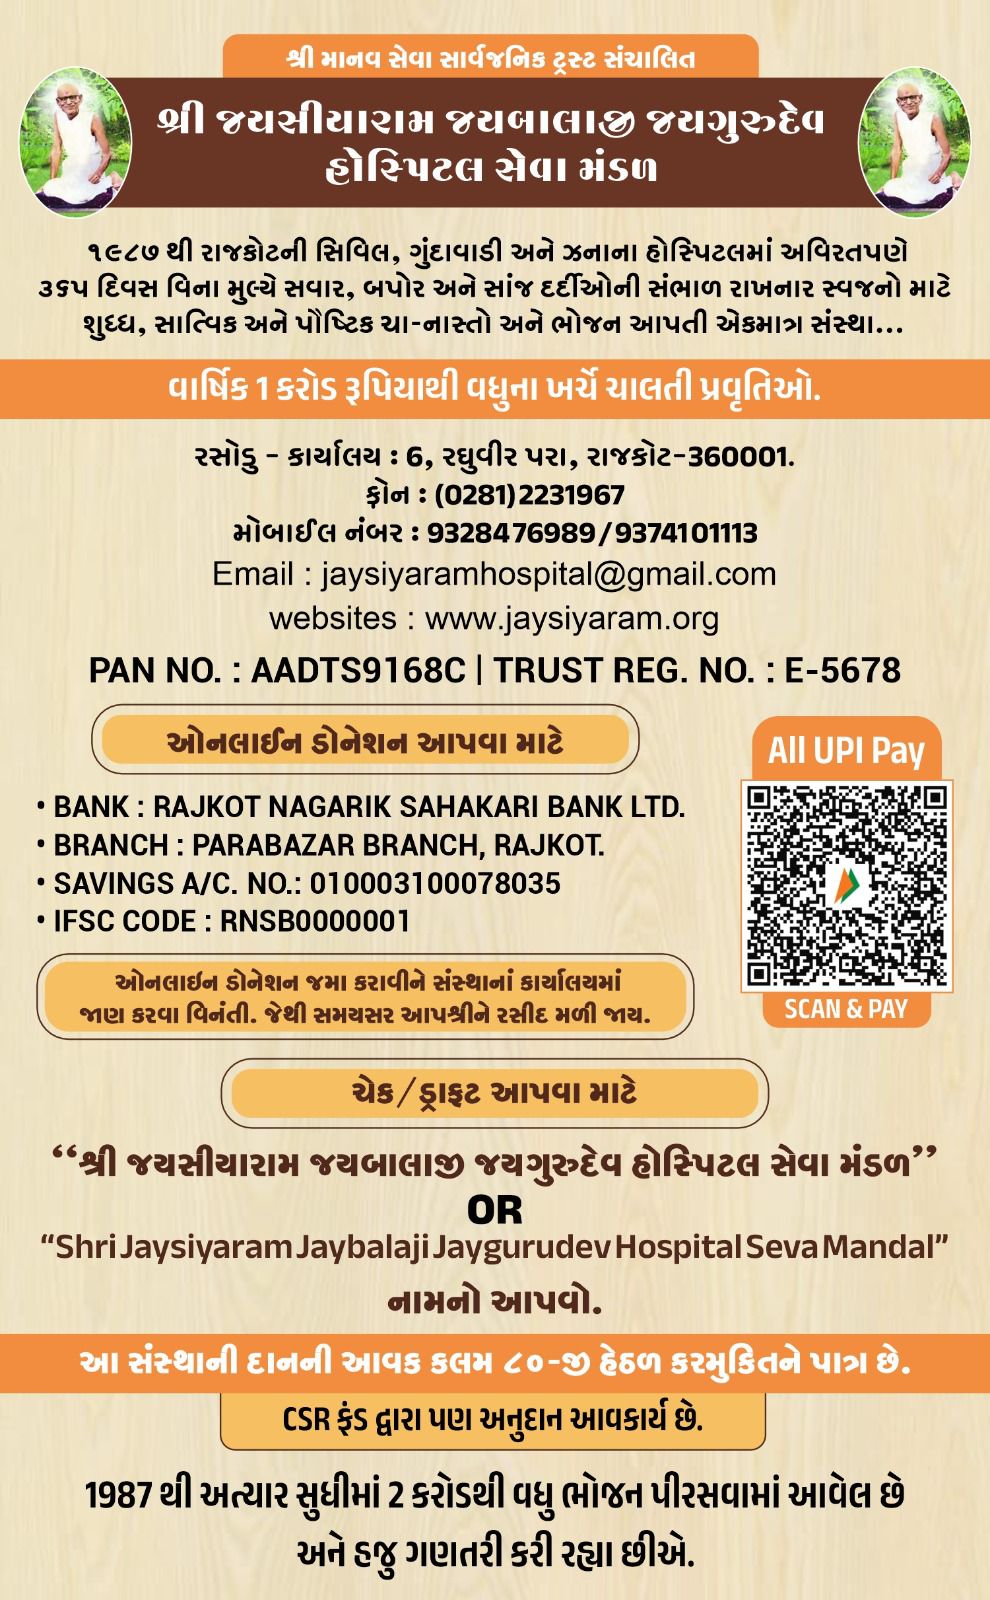 શ્રી માનવ સેવા સાર્વજનિક ટ્રસ્ટ સંચાલિત
શ્રી જયસીયારામ જયબાલાજી જયગુરુદેવ
હોસ્પિટલ સેવા મંડળ
૧૯૮૭ થી રાજકોટની સિવિલ, ગુંદાવાડી અને ઝનાના હોસ્પિટલમાં અવિરતપણે
૩૬૫ દિવસ વિના મુલ્યે સવાર, બપોર અને સાંજ દર્દીઓની સંભાળ રાખનાર સ્વજનો માટે
શુધ્ધ, સાત્વિક અને પૌષ્ટિક ચા-નાસ્તો અને ભોજન આપતી એકમાત્ર સંસ્થા...
વાર્ષિક 1 કરોડ રૂપિયાથી વધુના ખર્ચે ચાલતી પ્રવૃતિઓ.
રસોડુ - કાર્યાલય : 6, રઘુવીર પરા, રાજકોટ-360001.
ફોન : (0281)2231967
મોબાઈલ નંબર : 9328476989/9374101113
Email : jaysiyaramhospital@gmail.com
websites : www.jaysiyaram.org
PAN NO. : AADTS9168C | TRUST REG. NO. : E-5678
ઓનલાઈન ડોનેશન આપવા માટે
• BANK : RAJKOT NAGARIK SAHAKARI BANK LTD.
• BRANCH : PARABAZAR BRANCH, RAJKOT.
• SAVINGS A/C. NO.: 010003100078035
• IFSC CODE : RNSB0000001
All UPI Pay
SCAN & PAY
ઓનલાઇન ડોનેશન જમા કરાવીને સંસ્થાનાં કાર્યાલયમાં
જાણ કરવા વિનંતી. જેથી સમયસર આપશ્રીને રસીદ મળી જાય.
ચેક/ડ્રાફ્ટ આપવા માટે
“શ્રી જયસીયારામ જયબાલાજી જયગુરુદેવ હોસ્પિટલ સેવા મંડળ”
OR
“Shri Jaysiyaram Jaybalaji Jaygurudev Hospital Seva Mandal”
નામનો આપવો.
આ સંસ્થાની દાનની આવક કલમ ૮૦-જી હેઠળ કરમુકિતને પાત્ર છે.
CSR ફંડ દ્વારા પણ અનુદાન આવકાર્ય છે.
1987 થી અત્યાર સુધીમાં 2 કરોડથી વધુ ભોજન પીરસવામાં આવેલ છે
અને હજુ ગણતરી કરી રહ્યા છીએ.